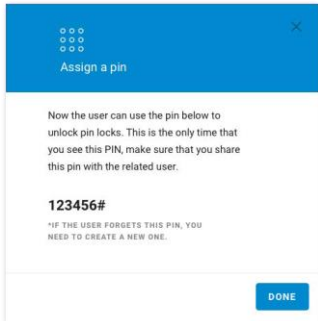 Assign a pin
Now the user can use the pin below to
unlock pin locks. This is the only time that
you see this PIN, make sure that you share
this pin with the related user.
123456#
*IF THE USER FORGETS THIS PIN, YOU
NEED TO CREATE A NEW ONE.
DONE